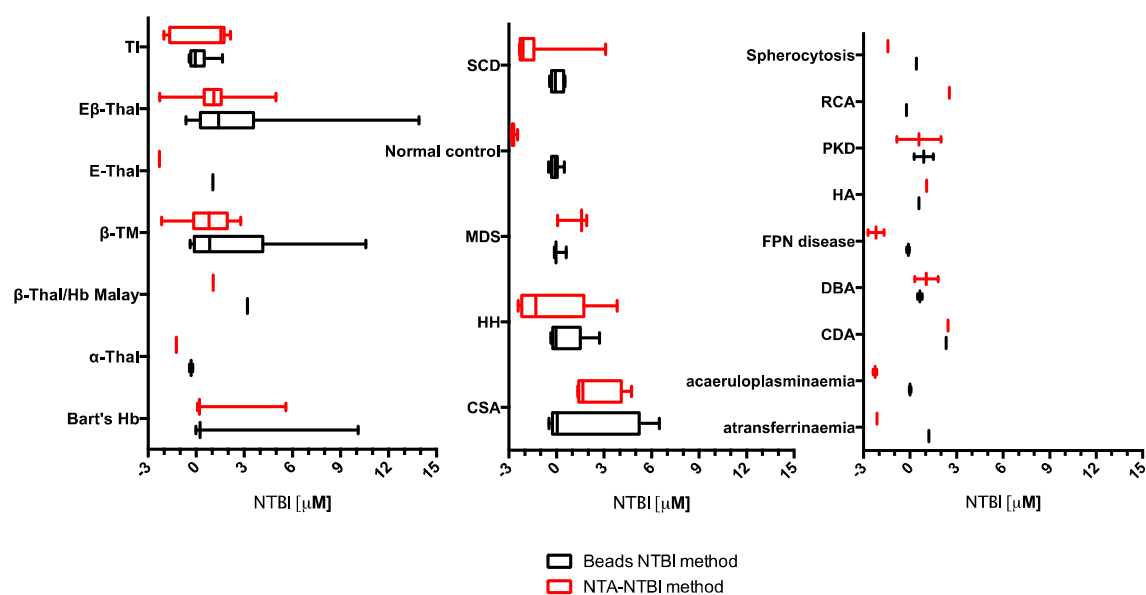 TI
Eβ-Thal
E-Thal
β-TM
β-Thal/Hb Malay
α-Thal
Bart's Hb
-3 0 3 6 9 12 15
NTBI [μM]
SCD
Normal control
MDS
HH
CSA
-3 0 3 6 9 12 15
NTBI [μM]
Spherocytosis
RCA
PKD
HA
FPN disease
DBA
CDA
acaeruloplasminaemia
atransferrinaemia
-3 0 3 6 9 12 15
NTBI [μM]
Beads NTBI method
NTA-NTBI method